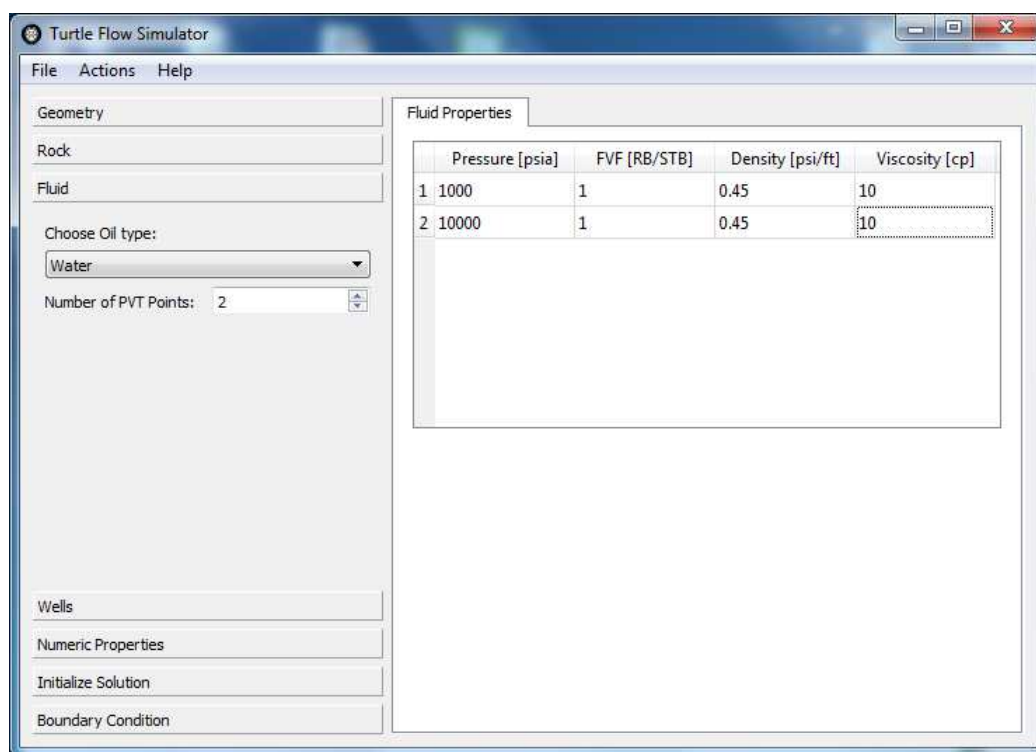 Turtle Flow Simulator
File Actions Help
Geometry
Rock
Fluid
Choose Oil type:
Water
Number of PVT Points: 2
Wells
Numeric Properties
Initialize Solution
Boundary Condition
Fluid Properties
Pressure [psia] FVF [RB/STB] Density [psi/ft] Viscosity [cp]
1 1000 1 0.45 10
2 10000 1 0.45 10